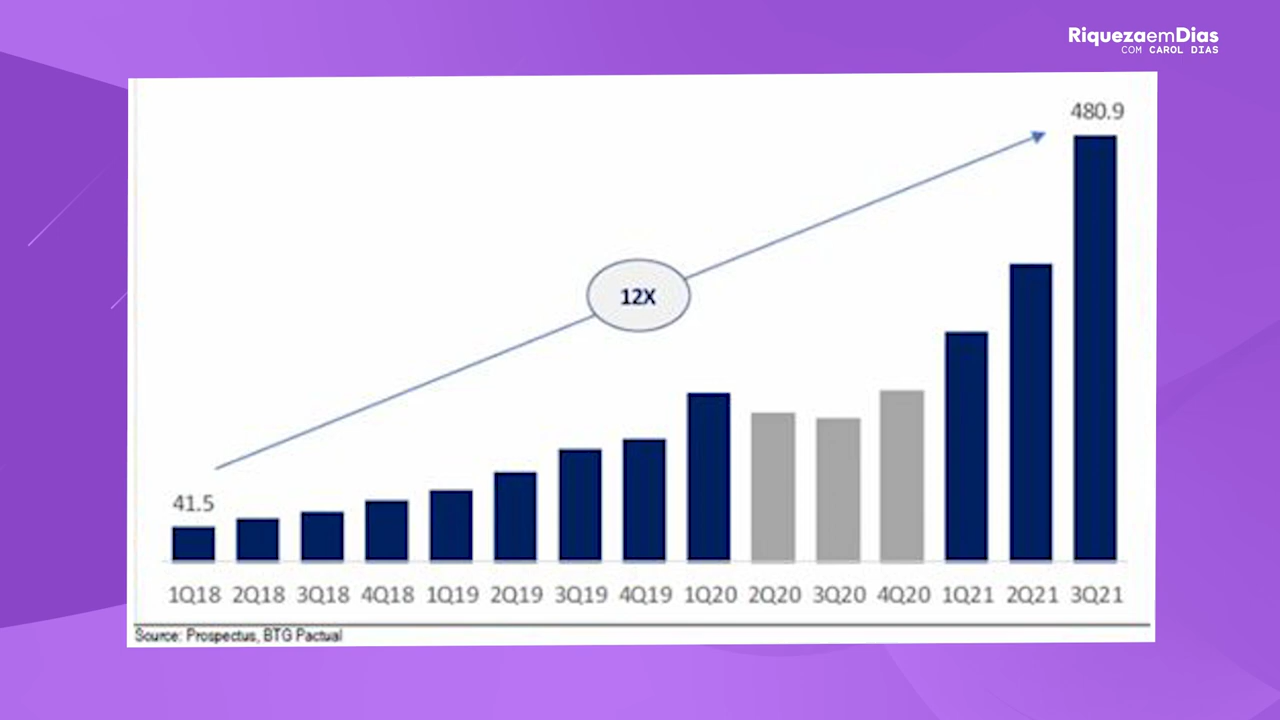 RiquezaemDias
COM CAROL DIAS
480.9
12X
41.5
1Q18 2Q18 3Q18 4Q18 1Q19 2Q19 3Q19 4Q19 1Q20 2Q20 3Q20 4Q20 1Q21 2Q21 3Q21
Source: Prospectus, BTG Pactual